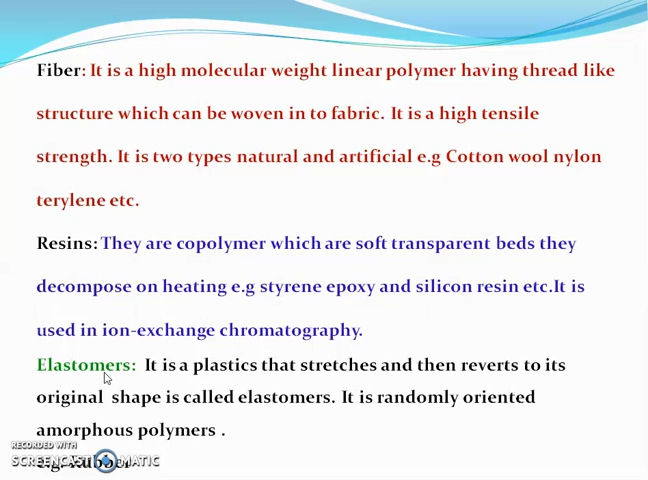 Fiber: It is a high molecular weight linear polymer having thread like
structure which can be woven in to fabric. It is a high tensile
strength. It is two types natural and artificial e.g Cotton wool nylon
terylene etc.
Resins: They are copolymer which are soft transparent beds they
decompose on heating e.g styrene epoxy and silicon resin etc.It is
used in ion-exchange chromatography.
Elastomers: It is a plastics that stretches and then reverts to its
original shape is called elastomers. It is randomly oriented
amorphous polymers .
RECORDED WITH
SCREENCAST MATIC
e.g. Rubber